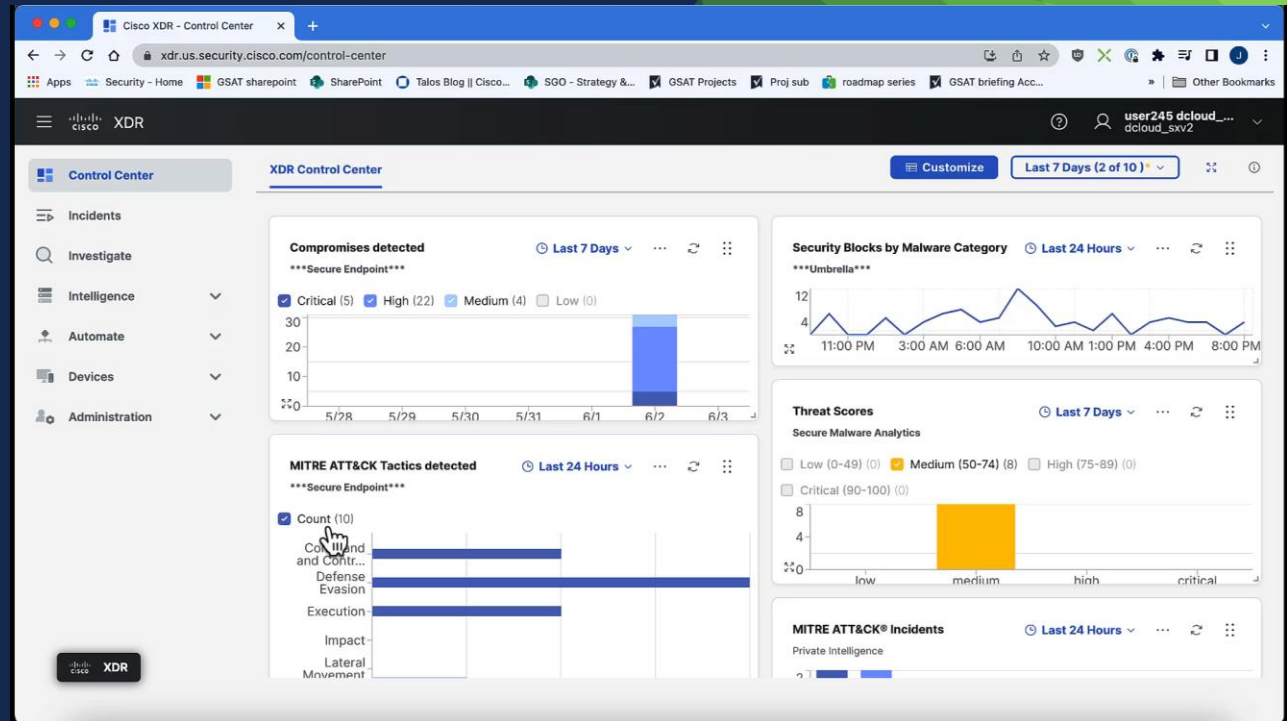 Cisco XDR - Control Center
xdr.us.security.cisco.com/control-center
Apps Security - Home GSAT sharepoint SharePoint Talos Blog || Cisco... SGO - Strategy &... GSAT Projects Proj sub roadmap series GSAT briefing Acc... » Other Bookmarks
J
cisco XDR
user245 dcloud_...
dcloud_sxv2
Control Center
Incidents
Investigate
Intelligence
Automate
Devices
Administration
XDR Control Center
Customize
Last 7 Days (2 of 10 )*
Compromises detected
Last 7 Days
***Secure Endpoint***
Critical (5) High (22) Medium (4) Low (0)
30
20
10
0
5/28 5/29 5/30 5/31 6/1 6/2 6/3
MITRE ATT&CK Tactics detected
Last 24 Hours
***Secure Endpoint***
Count (10)
and Contr...
Defense
Evasion
Execution
Impact
Lateral
Movement
Security Blocks by Malware Category
Last 24 Hours
***Umbrella***
12
4
11:00 PM 3:00 AM 6:00 AM 10:00 AM 1:00 PM 4:00 PM 8:00 PM
Threat Scores
Last 7 Days
Secure Malware Analytics
Low (0-49) (0) Medium (50-74) (8) High (75-89) (0)
Critical (90-100) (0)
8
4
0
low medium high critical
MITRE ATT&CK® Incidents
Last 24 Hours
Private Intelligence
2
cisco XDR